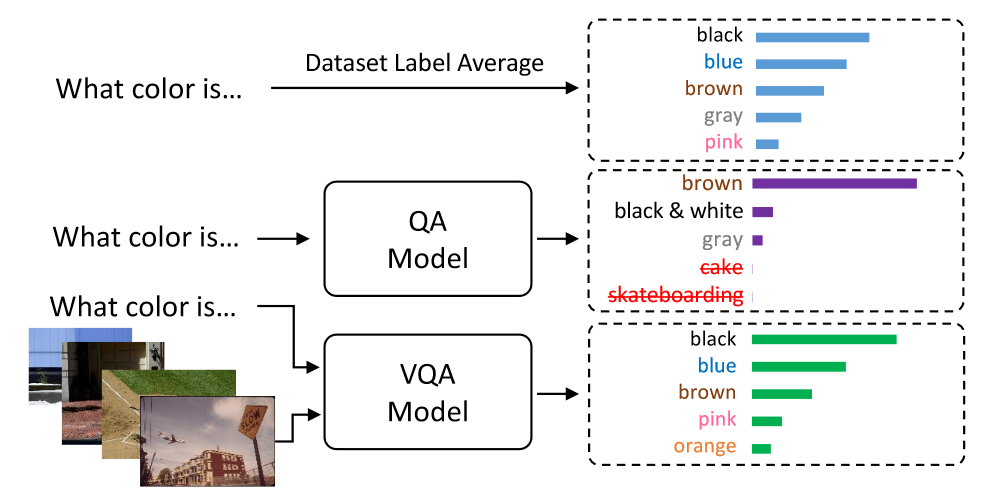 What color is...
Dataset Label Average
black
blue
brown
gray
pink
What color is...
QA
Model
brown
black & white
gray
cake
skateboarding
What color is...
VQA
Model
SLOW
black
blue
brown
pink
orange